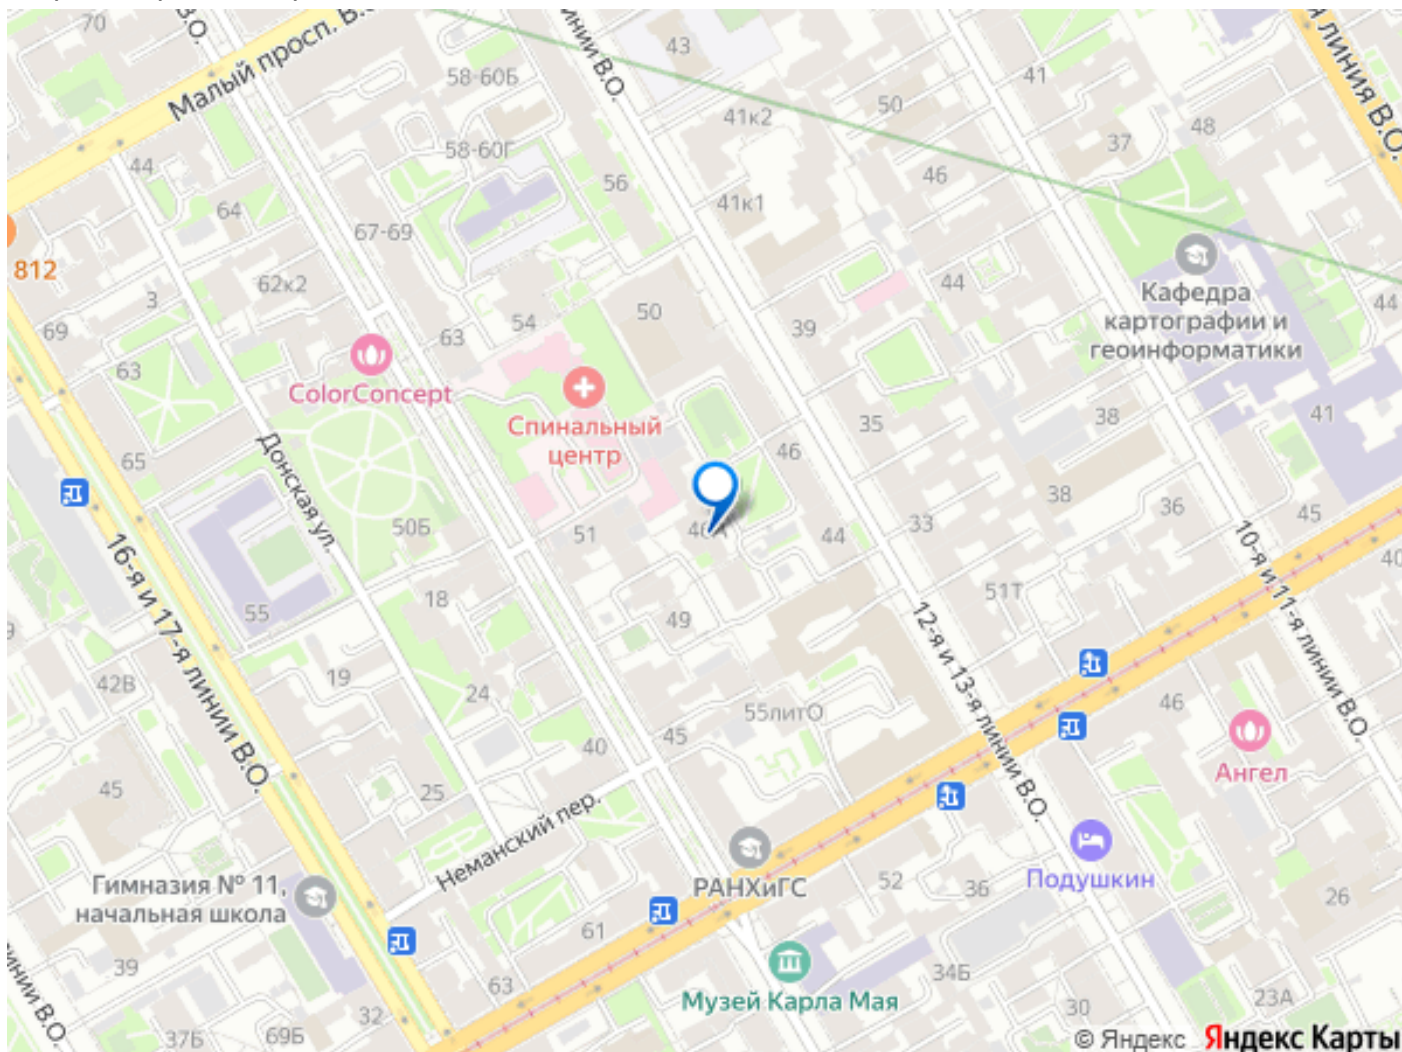 70
В.О.
Малый просп. В.О.
линии В.О.
43
я линия В.О.
58-60Б
41
50
41к2
37
48
44
58-60Г
56
46
64
41к1
67-69
812
62к2
44
Кафедра
картографии и
геоинформатики
44
3
50
54
39
69
63
63
ColorConcept
Спинальный
центр
38
41
35
65
46
Донская ул.
38
36
45
50Б
51
46А
44
33
10-я и 11-я линии В.О.
40
16-я и 17-я линии В.О.
18
51Т
55
49
12-я и 13-я линии В.О.
19
42В
24
55литО
46
40
45
Ангел
45
25
Неманский пер.
РАНХиГС
52
36
Подушкин
Гимназия № 11,
начальная школа
26
61
39
34Б
63
Музей Карла Мая
23А
32
30
37Б
69Б
линии В.О.
© Яндекс Яндекс Карты